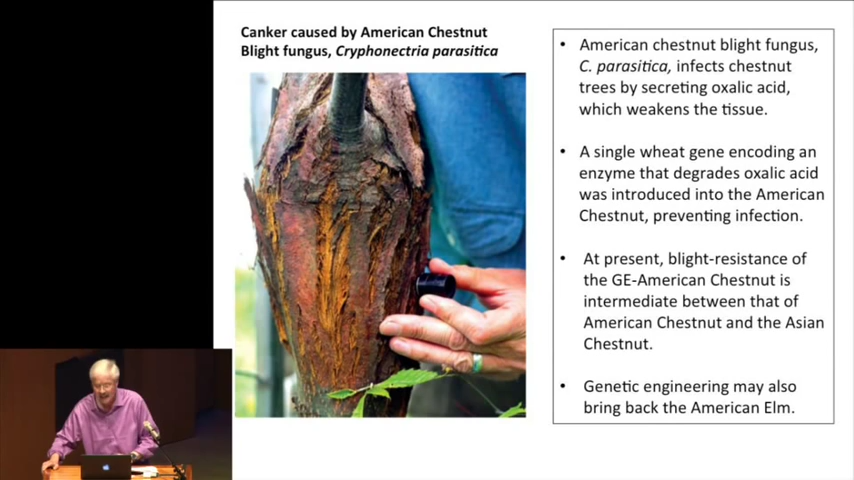 Canker caused by American Chestnut
Blight fungus, Cryphonectria parasitica
• American chestnut blight fungus,
C. parasitica, infects chestnut
trees by secreting oxalic acid,
which weakens the tissue.
• A single wheat gene encoding an
enzyme that degrades oxalic acid
was introduced into the American
Chestnut, preventing infection.
• At present, blight-resistance of
the GE-American Chestnut is
intermediate between that of
American Chestnut and the Asian
Chestnut.
• Genetic engineering may also
bring back the American Elm.